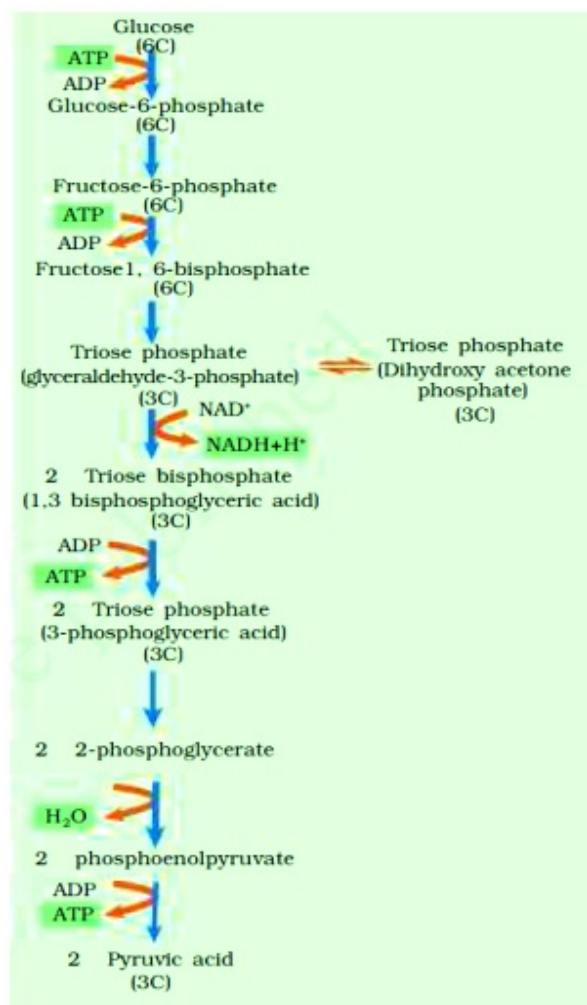 Glucose
(6C)
ATP
ADP
Glucose-6-phosphate
(6C)
Fructose-6-phosphate
(6C)
ATP
ADP
Fructose1, 6-bisphosphate
(6C)
Triose phosphate
(glyceraldehyde-3-phosphate)
(3C)
Triose phosphate
(Dihydroxy acetone
phosphate)
(3C)
NAD⁺
NADH+H⁺
2 Triose bisphosphate
(1,3 bisphosphoglyceric acid)
(3C)
ADP
ATP
2 Triose phosphate
(3-phosphoglyceric acid)
(3C)
2 2-phosphoglycerate
H₂O
2 phosphoenolpyruvate
ADP
ATP
2 Pyruvic acid
(3C)